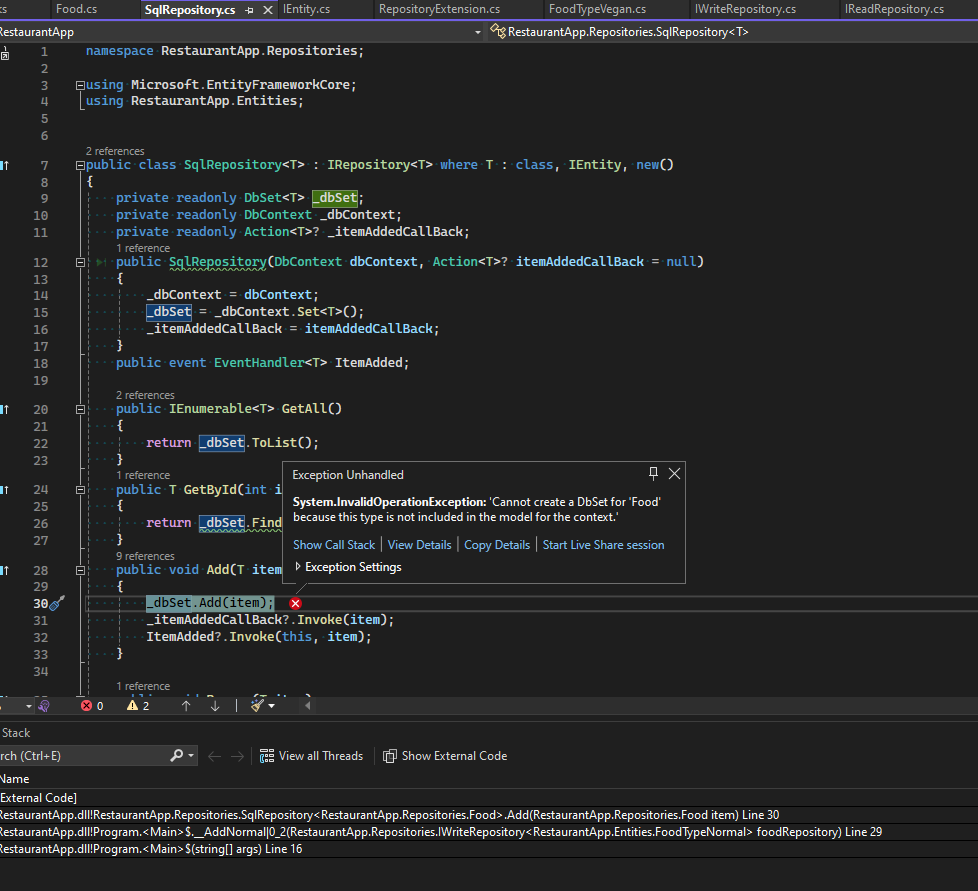 Food.cs
SqlRepository.cs
IEntity.cs
RepositoryExtension.cs
FoodTypeVegan.cs
IWriteRepository.cs
IReadRepository.cs
RestaurantApp
RestaurantApp.Repositories.SqlRepository<T>
1 namespace RestaurantApp.Repositories;
2
3 using Microsoft.EntityFrameworkCore;
4 using RestaurantApp.Entities;
5
6
2 references
7 public class SqlRepository<T> : IRepository<T> where T : class, IEntity, new()
8 {
9 private readonly DbSet<T> _dbSet;
10 private readonly DbContext _dbContext;
11 private readonly Action<T>? _itemAddedCallBack;
1 reference
12 public SqlRepository(DbContext dbContext, Action<T>? itemAddedCallBack = null)
13 {
14 _dbContext = dbContext;
15 _dbSet = _dbContext.Set<T>();
16 _itemAddedCallBack = itemAddedCallBack;
17 }
18 public event EventHandler<T> ItemAdded;
19
2 references
20 public IEnumerable<T> GetAll()
21 {
22 return _dbSet.ToList();
23 }
1 reference
24 public T GetById(int i
25 {
26 return _dbSet.Find
27 }
9 references
28 public void Add(T item
29 {
30 _dbSet.Add(item);
31 _itemAddedCallBack?.Invoke(item);
32 ItemAdded?.Invoke(this, item);
33 }
34
1 reference
Exception Unhandled
System.InvalidOperationException: 'Cannot create a DbSet for 'Food'
because this type is not included in the model for the context.'
Show Call Stack | View Details | Copy Details | Start Live Share session
Exception Settings
0
2
Stack
rch (Ctrl+E)
View all Threads
Show External Code
Name
External Code]
RestaurantApp.dll!RestaurantApp.Repositories.SqlRepository<RestaurantApp.Repositories.Food>.Add(RestaurantApp.Repositories.Food item) Line 30
RestaurantApp.dll!Program.<Main>$.__AddNormal|0_2(RestaurantApp.Repositories.IWriteRepository<RestaurantApp.Entities.FoodTypeNormal> foodRepository) Line 29
RestaurantApp.dll!Program.<Main>$(string[] args) Line 16